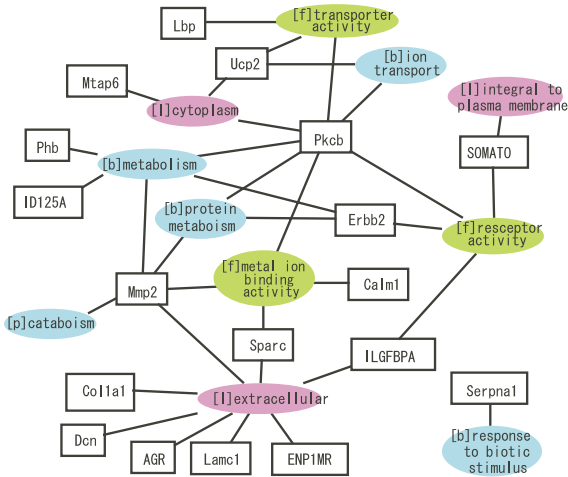 Lbp
[f]transporter
activity
Ucp2
[b]ion
transport
Mtap6
[l]cytoplasm
[l]integral to
plasma membrane
Pkcb
SOMATO
Phb
[b]metabolism
ID125A
[b]protein
metaboism
Erbb2
[f]resceptor
activity
[f]metal ion
binding
activity
Calm1
Mmp2
[p]cataboism
Sparc
ILGFBPA
Col1a1
[l]extracellular
Serpna1
Dcn
AGR
Lamc1
ENP1MR
[b]response
to biotic
stimulus